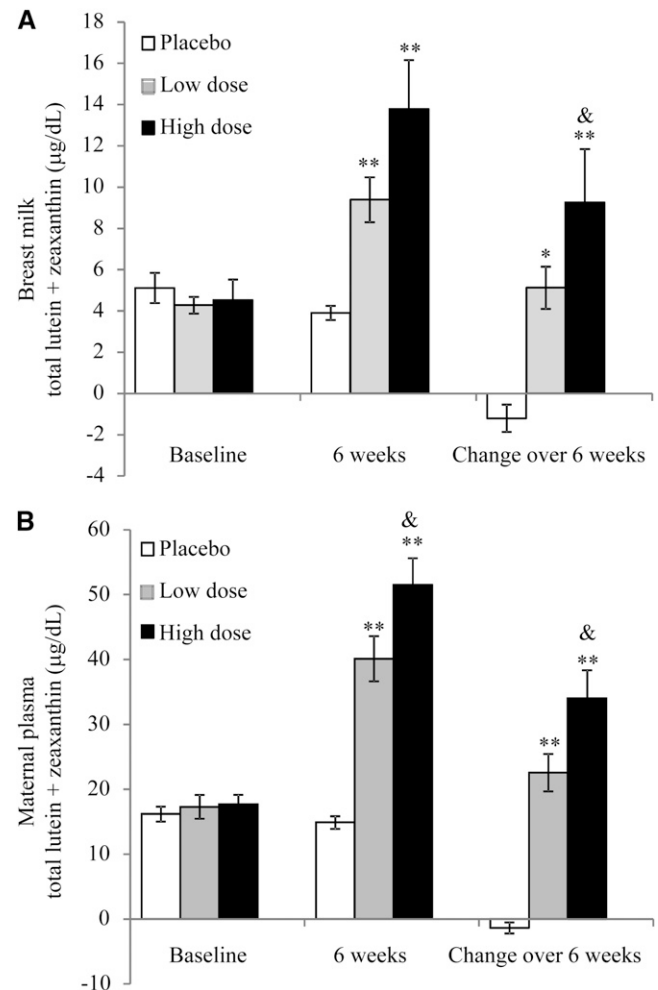 A
Breast milk
total lutein + zeaxanthin (µg/dL)
18
16
14
12
10
8
6
4
2
0
-2
-4
Placebo
Low dose
High dose
**
**
&
**
*
Baseline
6 weeks
Change over 6 weeks
B
Maternal plasma
total lutein + zeaxanthin (µg/dL)
60
50
40
30
20
10
0
-10
Placebo
Low dose
High dose
&
**
**
&
**
**
Baseline
6 weeks
Change over 6 weeks